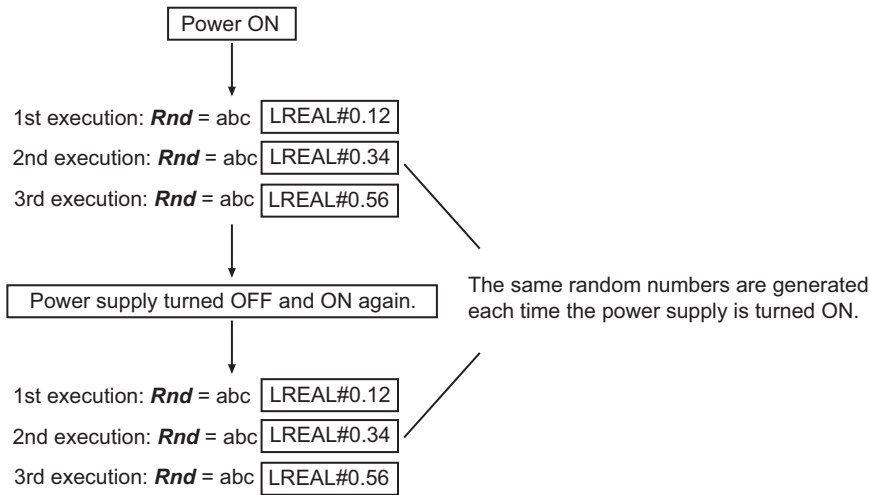 Power ON
1st execution: Rnd = abc LREAL#0.12
2nd execution: Rnd = abc LREAL#0.34
3rd execution: Rnd = abc LREAL#0.56
Power supply turned OFF and ON again.
The same random numbers are generated
each time the power supply is turned ON.
1st execution: Rnd = abc LREAL#0.12
2nd execution: Rnd = abc LREAL#0.34
3rd execution: Rnd = abc LREAL#0.56